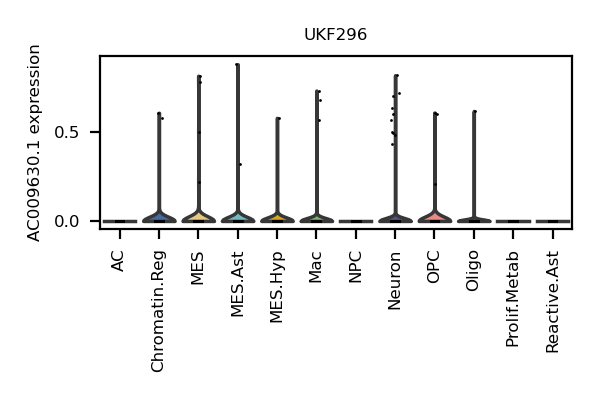 UKF296
AC009630.1 expression
0.5
0.0
AC
Chromatin.Reg
MES
MES.Ast
MES.Hyp
Mac
NPC
Neuron
OPC
Oligo
Prolif.Metab
Reactive.Ast